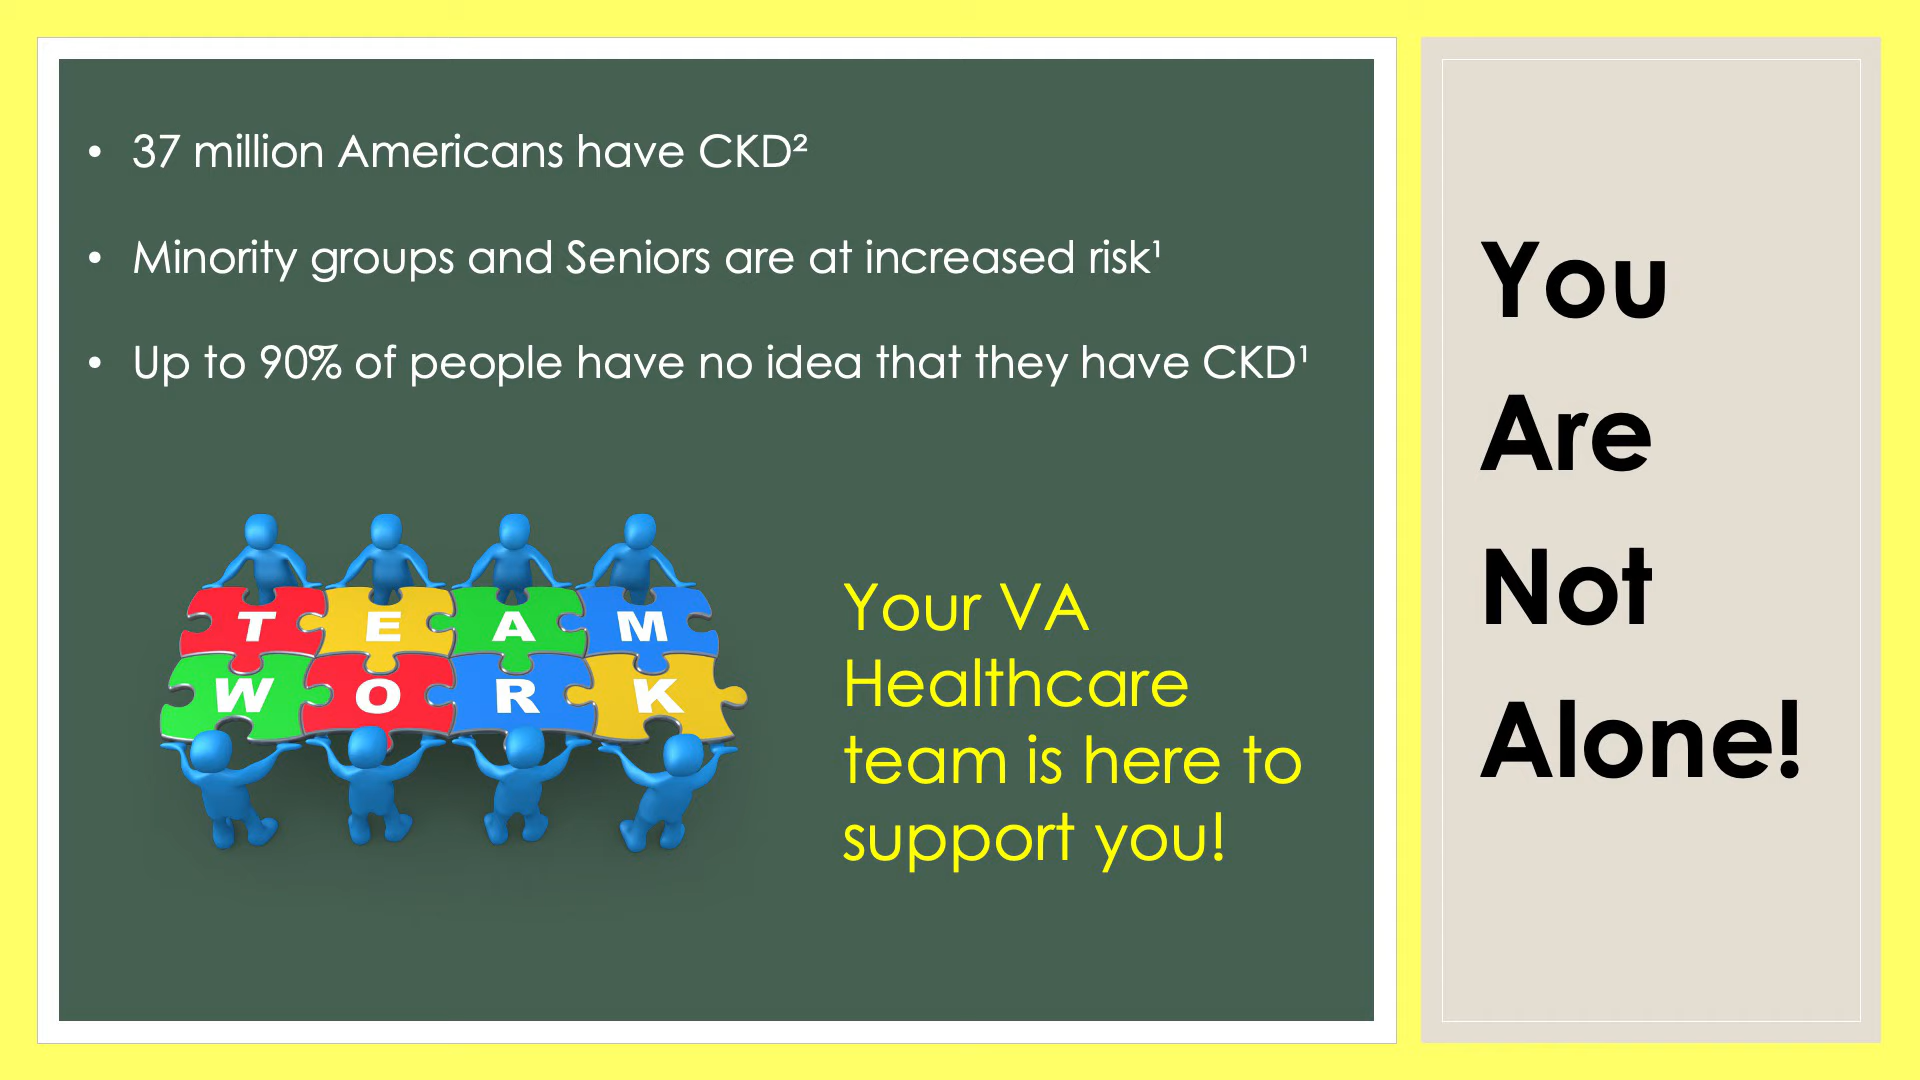 • 37 million Americans have CKD²
• Minority groups and Seniors are at increased risk¹
• Up to 90% of people have no idea that they have CKD¹
TEAM
WORK
Your VA
Healthcare
team is here to
support you!
You
Are
Not
Alone!